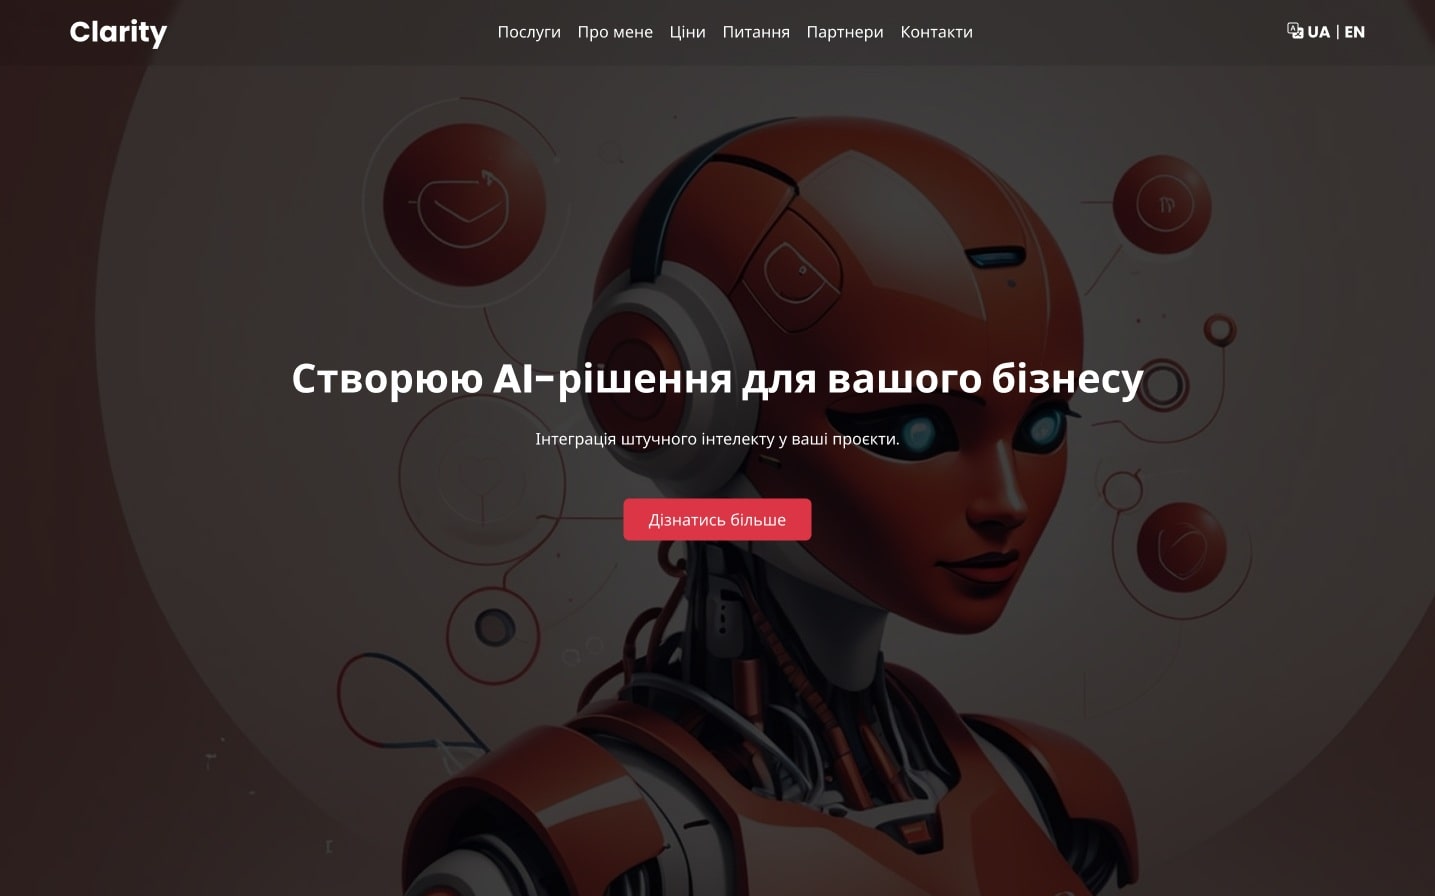 Clarity
Послуги Про мене Ціни Питання Партнери Контакти
UA | EN
Створюю AI-рішення для вашого бізнесу
Інтеграція штучного інтелекту у ваші проєкти.
Дізнатись більше